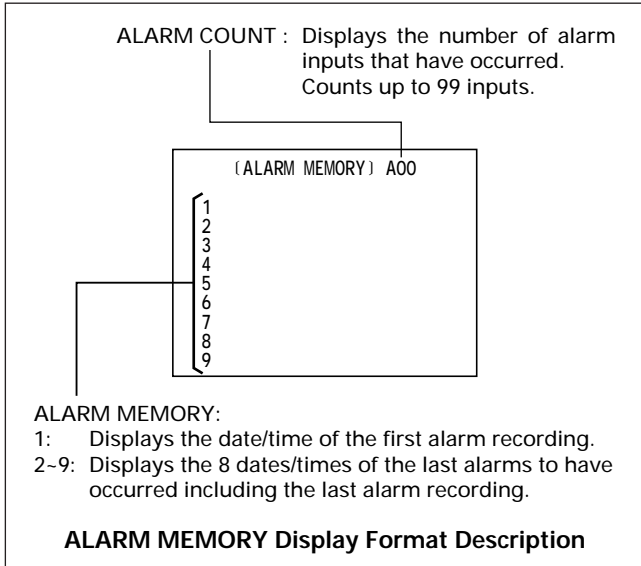 ALARM COUNT : Displays the number of alarm
inputs that have occurred.
Counts up to 99 inputs.
(ALARM MEMORY) A00
1
2
3
4
5
6
7
8
9
ALARM MEMORY:
1: Displays the date/time of the first alarm recording.
2~9: Displays the 8 dates/times of the last alarms to have
occurred including the last alarm recording.
ALARM MEMORY Display Format Description